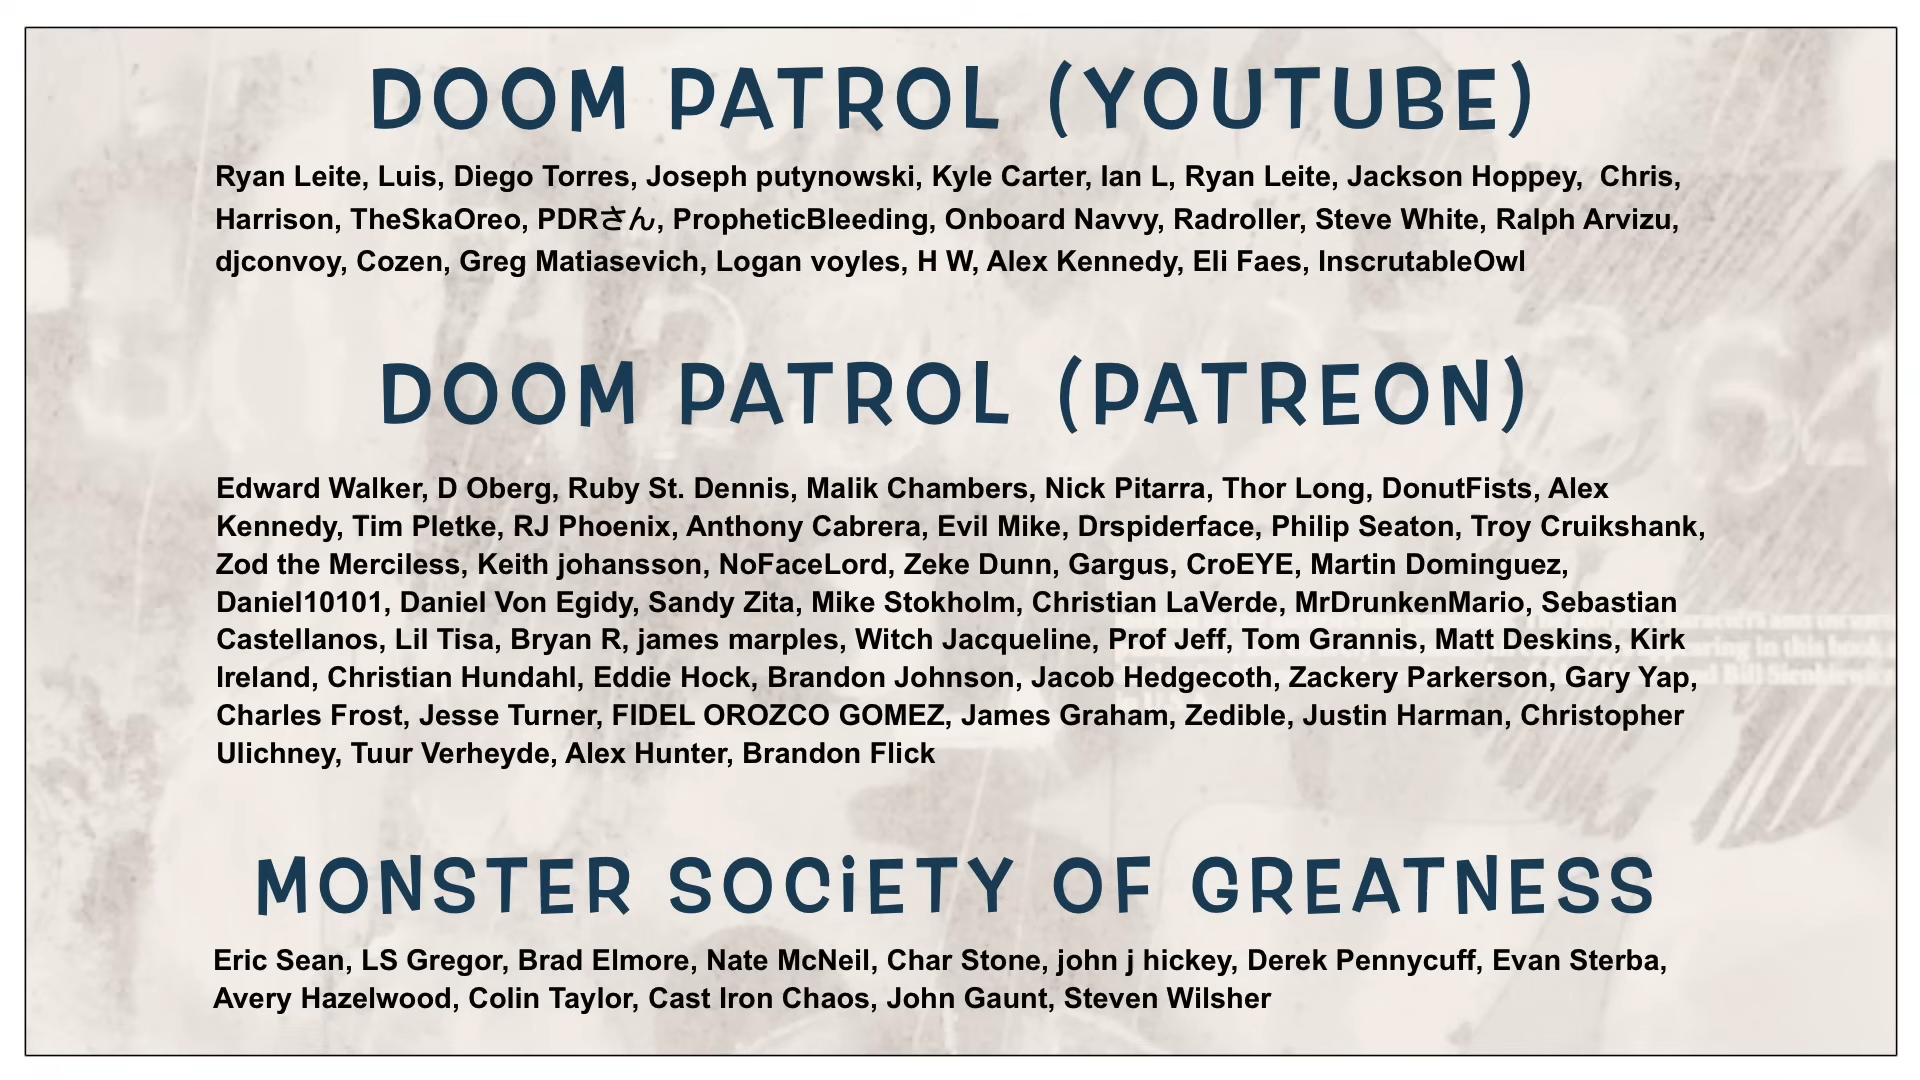 DOOM PATROL (YOUTUBE)
Ryan Leite, Luis, Diego Torres, Joseph putynowski, Kyle Carter, Ian L, Ryan Leite, Jackson Hoppey,  Chris,
Harrison, TheSkaOreo, PDRさん, PropheticBleeding, Onboard Navvy, Radroller, Steve White, Ralph Arvizu,
djconvoy, Cozen, Greg Matiasevich, Logan voyles, H W, Alex Kennedy, Eli Faes, InscrutableOwl
DOOM PATROL (PATREON)
Edward Walker, D Oberg, Ruby St. Dennis, Malik Chambers, Nick Pitarra, Thor Long, DonutFists, Alex
Kennedy, Tim Pletke, RJ Phoenix, Anthony Cabrera, Evil Mike, Drspiderface, Philip Seaton, Troy Cruikshank,
Zod the Merciless, Keith johansson, NoFaceLord, Zeke Dunn, Gargus, CroEYE, Martin Dominguez,
Daniel10101, Daniel Von Egidy, Sandy Zita, Mike Stokholm, Christian LaVerde, MrDrunkenMario, Sebastian
Castellanos, Lil Tisa, Bryan R, james marples, Witch Jacqueline, Prof Jeff, Tom Grannis, Matt Deskins, Kirk
Ireland, Christian Hundahl, Eddie Hock, Brandon Johnson, Jacob Hedgecoth, Zackery Parkerson, Gary Yap,
Charles Frost, Jesse Turner, FIDEL OROZCO GOMEZ, James Graham, Zedible, Justin Harman, Christopher
Ulichney, Tuur Verheyde, Alex Hunter, Brandon Flick
MONSTER SOCiETY OF GREATNESS
Eric Sean, LS Gregor, Brad Elmore, Nate McNeil, Char Stone, john j hickey, Derek Pennycuff, Evan Sterba,
Avery Hazelwood, Colin Taylor, Cast Iron Chaos, John Gaunt, Steven Wilsher